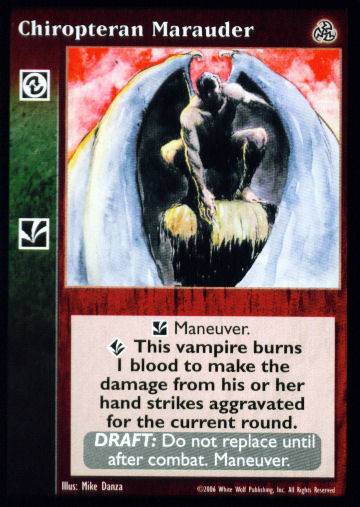 Chiropteran Marauder
Maneuver.
This vampire burns
1 blood to make the
damage from his or her
hand strikes aggravated
for the current round.
DRAFT: Do not replace until
after combat. Maneuver.
Illus: Mike Danza
©2006 White Wolf Publishing, Inc. All Rights Reserved